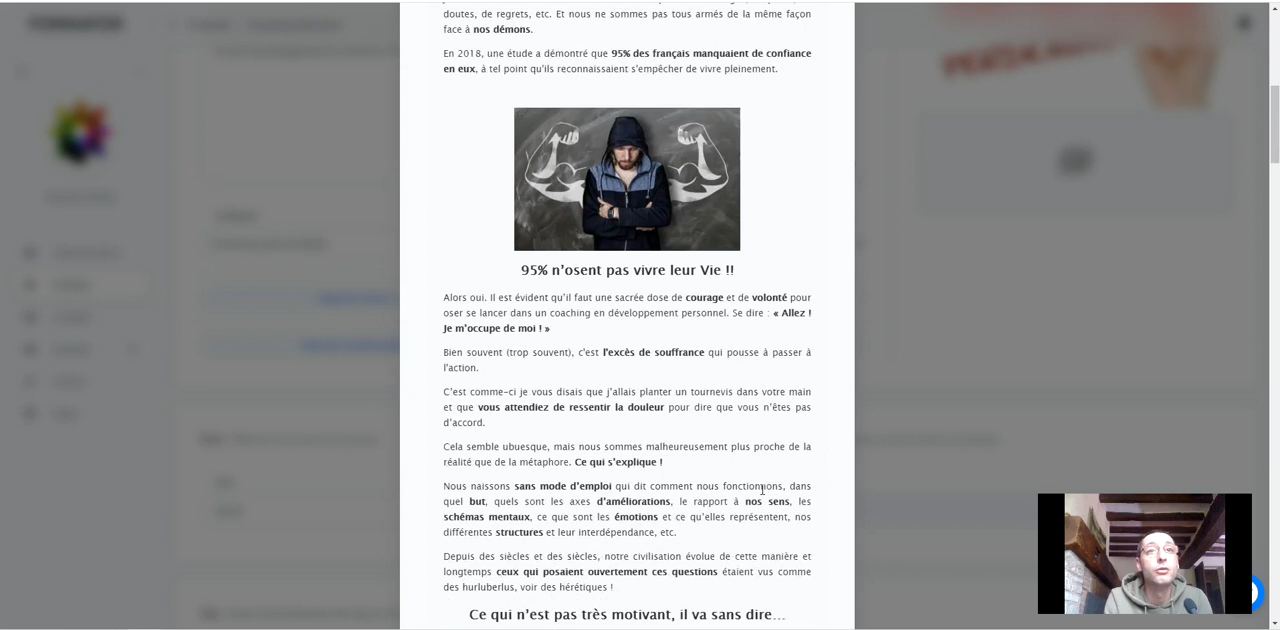 doutes, de regrets, etc. Et nous ne sommes pas tous armés de la même façon
face à nos démons.
En 2018, une étude a démontré que 95% des français manquaient de confiance
en eux, à tel point qu'ils reconnaissaient s'empêcher de vivre pleinement.
95% n'osent pas vivre leur Vie !!
Alors oui. Il est évident qu'il faut une sacrée dose de courage et de volonté pour
oser se lancer dans un coaching en développement personnel. Se dire : « Allez !
Je m'occupe de moi ! »
Bien souvent (trop souvent), c'est l'excès de souffrance qui pousse à passer à
l'action.
C'est comme-ci je vous disais que j'allais planter un tournevis dans votre main
et que vous attendiez de ressentir la douleur pour dire que vous n'êtes pas
d'accord.
Cela semble ubuesque, mais nous sommes malheureusement plus proche de la
réalité que de la métaphore. Ce qui s'explique !
Nous naissons sans mode d'emploi qui dit comment nous fonctionnons, dans
quel but, quels sont les axes d'améliorations, le rapport à nos sens, les
schémas mentaux, ce que sont les émotions et ce qu'elles représentent, nos
différentes structures et leur interdépendance, etc.
Depuis des siècles et des siècles, notre civilisation évolue de cette manière et
longtemps ceux qui posaient ouvertement ces questions étaient vus comme
des hurluberlus, voir des hérétiques !
Ce qui n'est pas très motivant, il va sans dire...